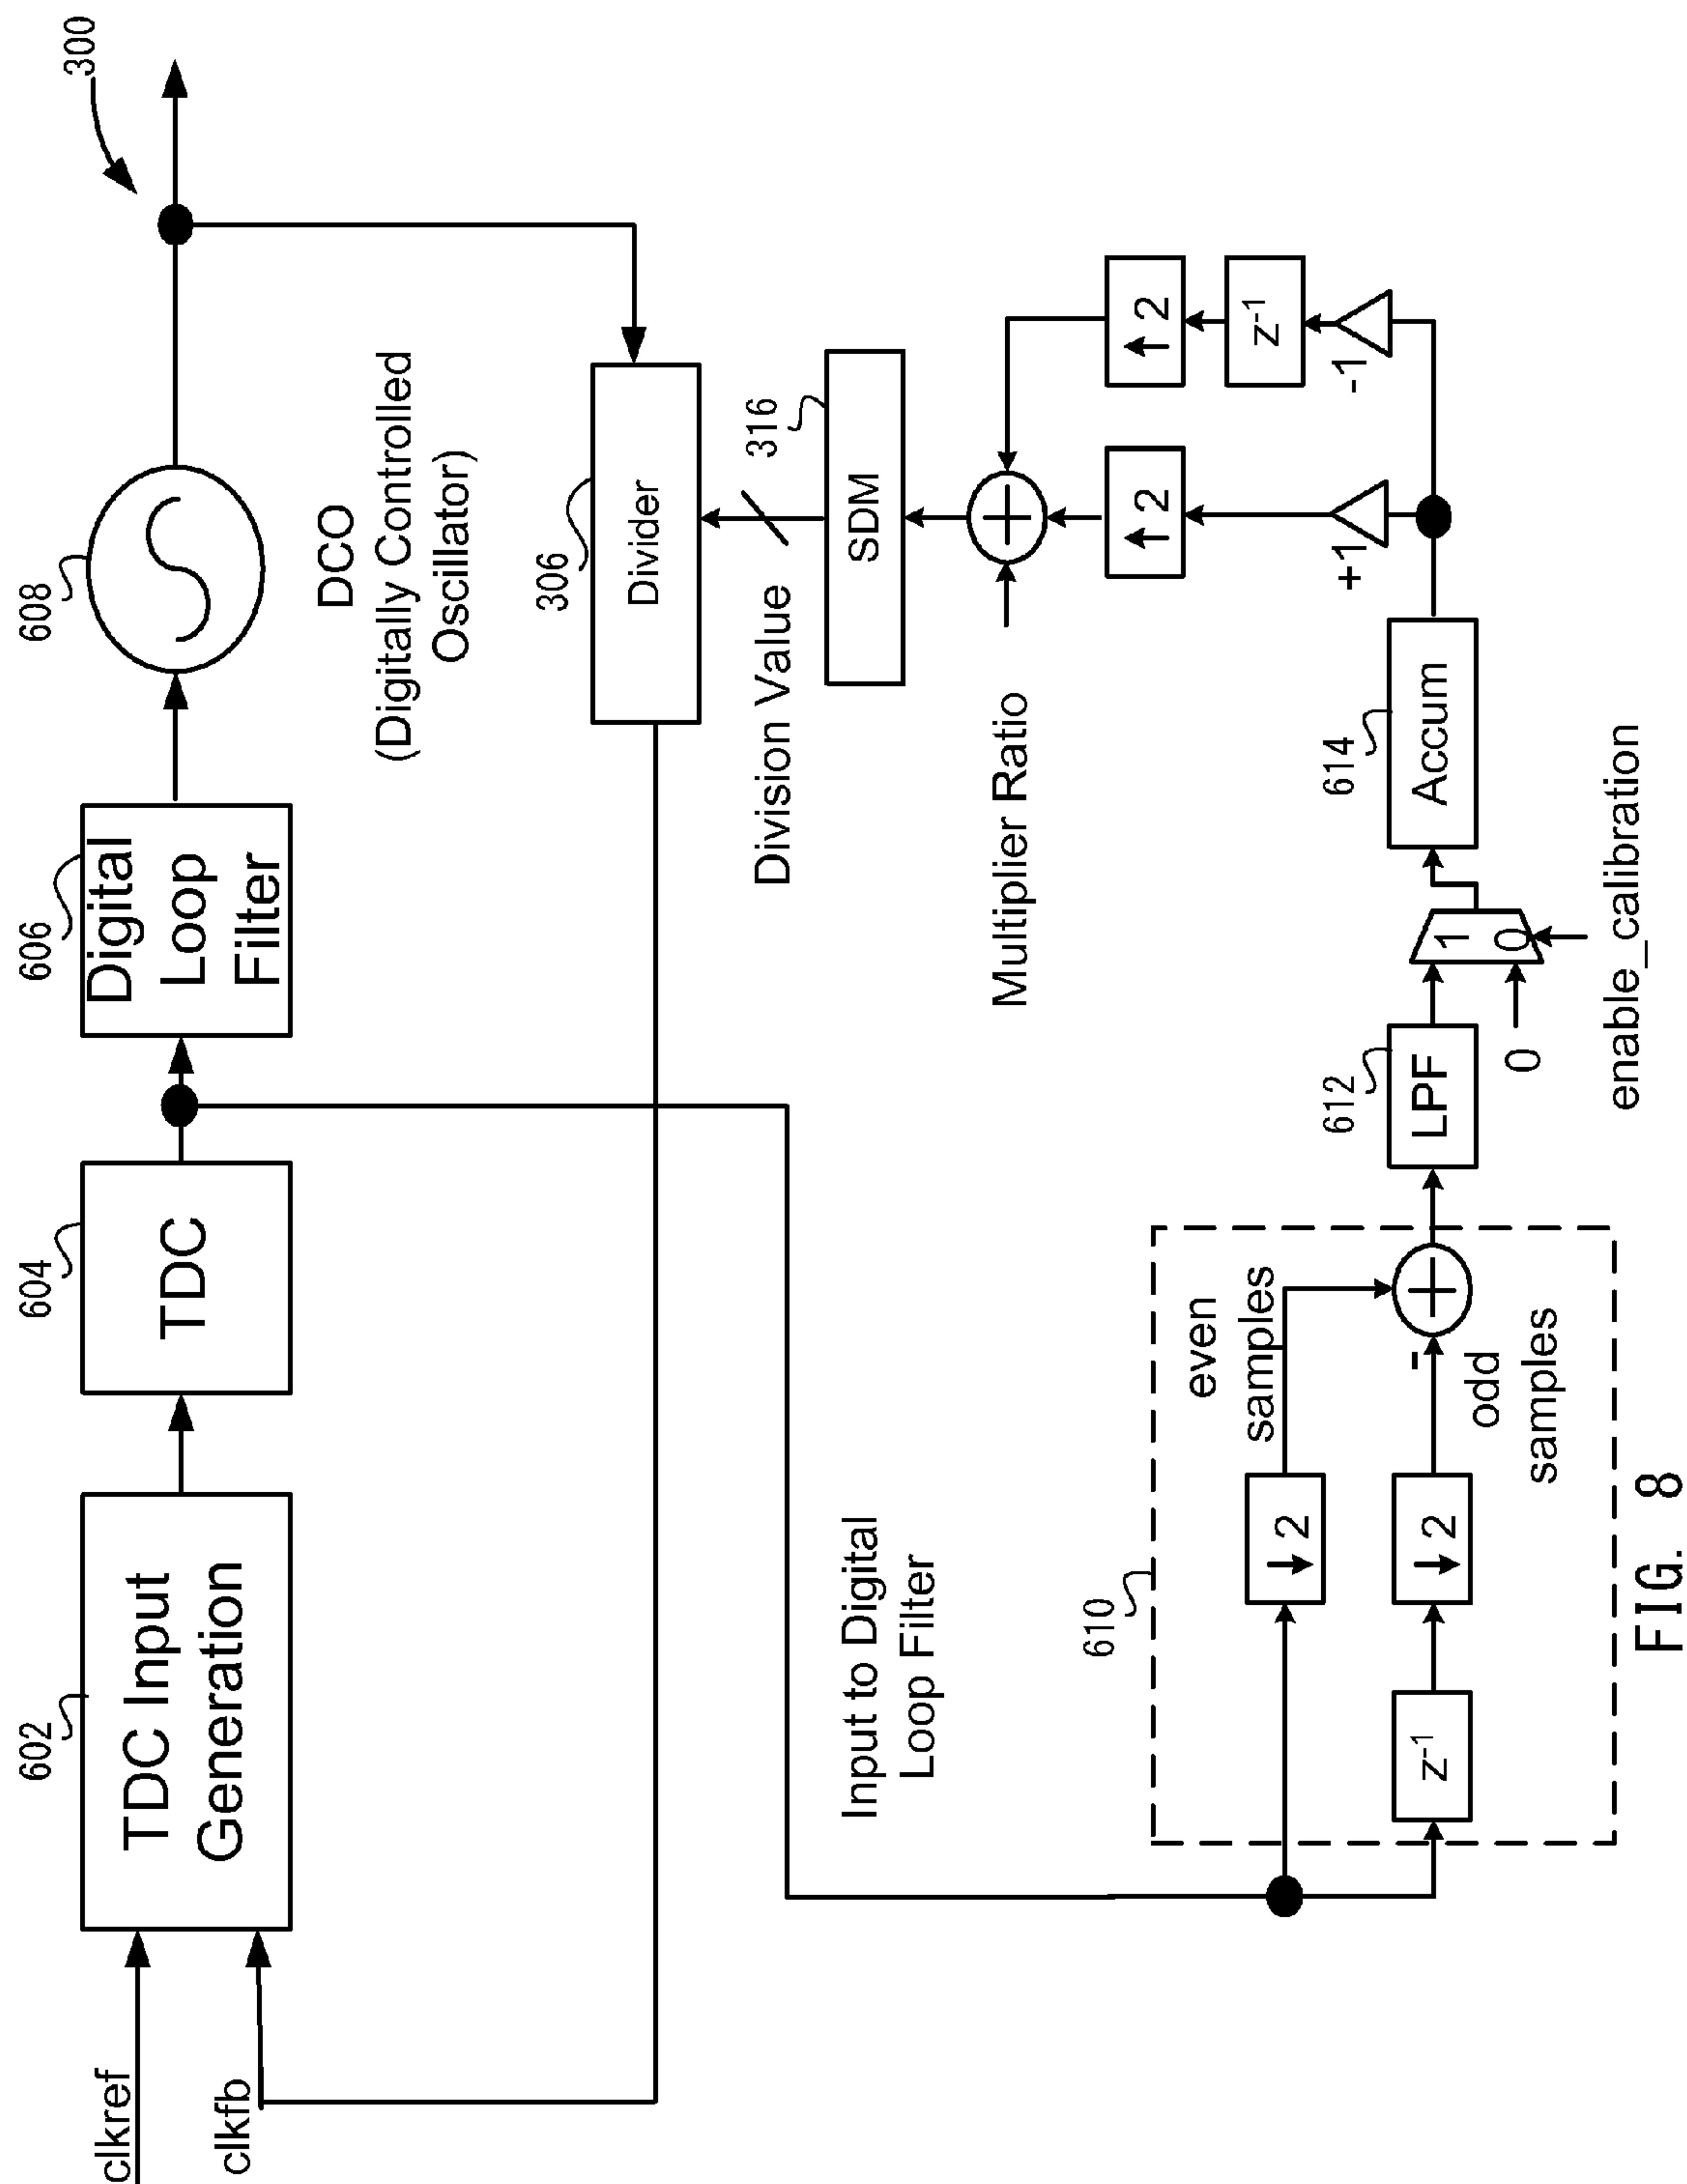 300
608
DCO
(Digitally Controlled
Oscillator)
606
Digital
Loop
Filter
604
TDC
602
TDC Input
Generation
clkref
clkfb
306
Divider
Division Value
316
SDM
Multiplier Ratio
↑2
↑2
z-1
+1
-1
614
Accum
enable_calibration
1
0
0
612
LPF
Input to Digital
Loop Filter
610
even
samples
-
odd
samples
↓2
↓2
z-1
FIG. 8